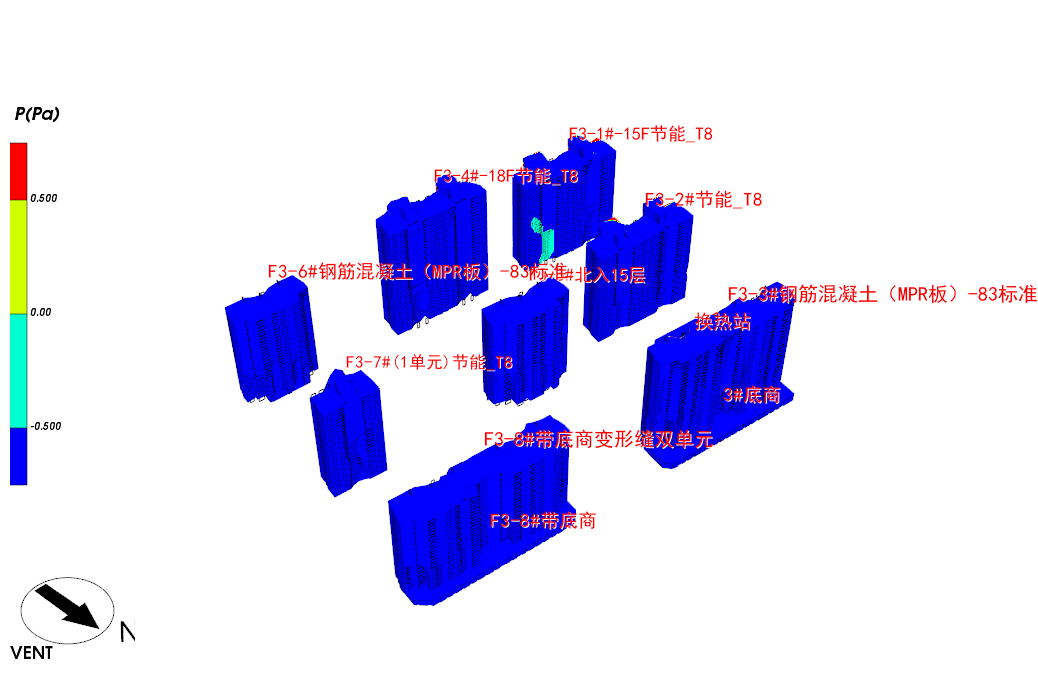 P(Pa)
0.500
0.00
-0.500
F3-1#-15F节能_T8
F3-4#-18F节能_T8
F3-2#节能_T8
F3-6#钢筋混凝土（MPR板）-83标准
#北入15层
F3-3#钢筋混凝土（MPR板）-83标准
换热站
F3-7#(1单元)节能_T8
3#底商
F3-8#带底商变形缝双单元
F3-8#带底商
VENT
N